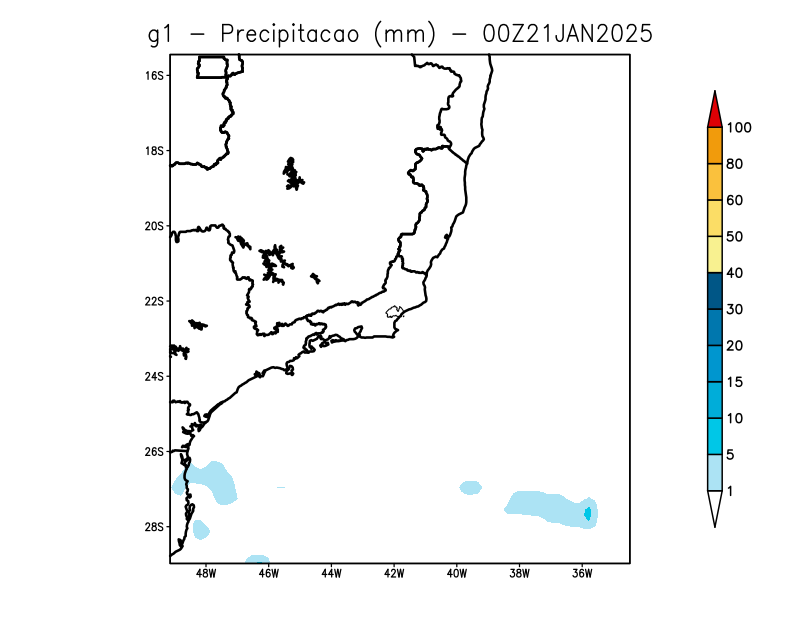 g1 – Precipitacao (mm) – 00Z21JAN2025
16S
18S
20S
22S
24S
26S
28S
48W 46W 44W 42W 40W 38W 36W
100
80
60
50
40
30
20
15
10
5
1